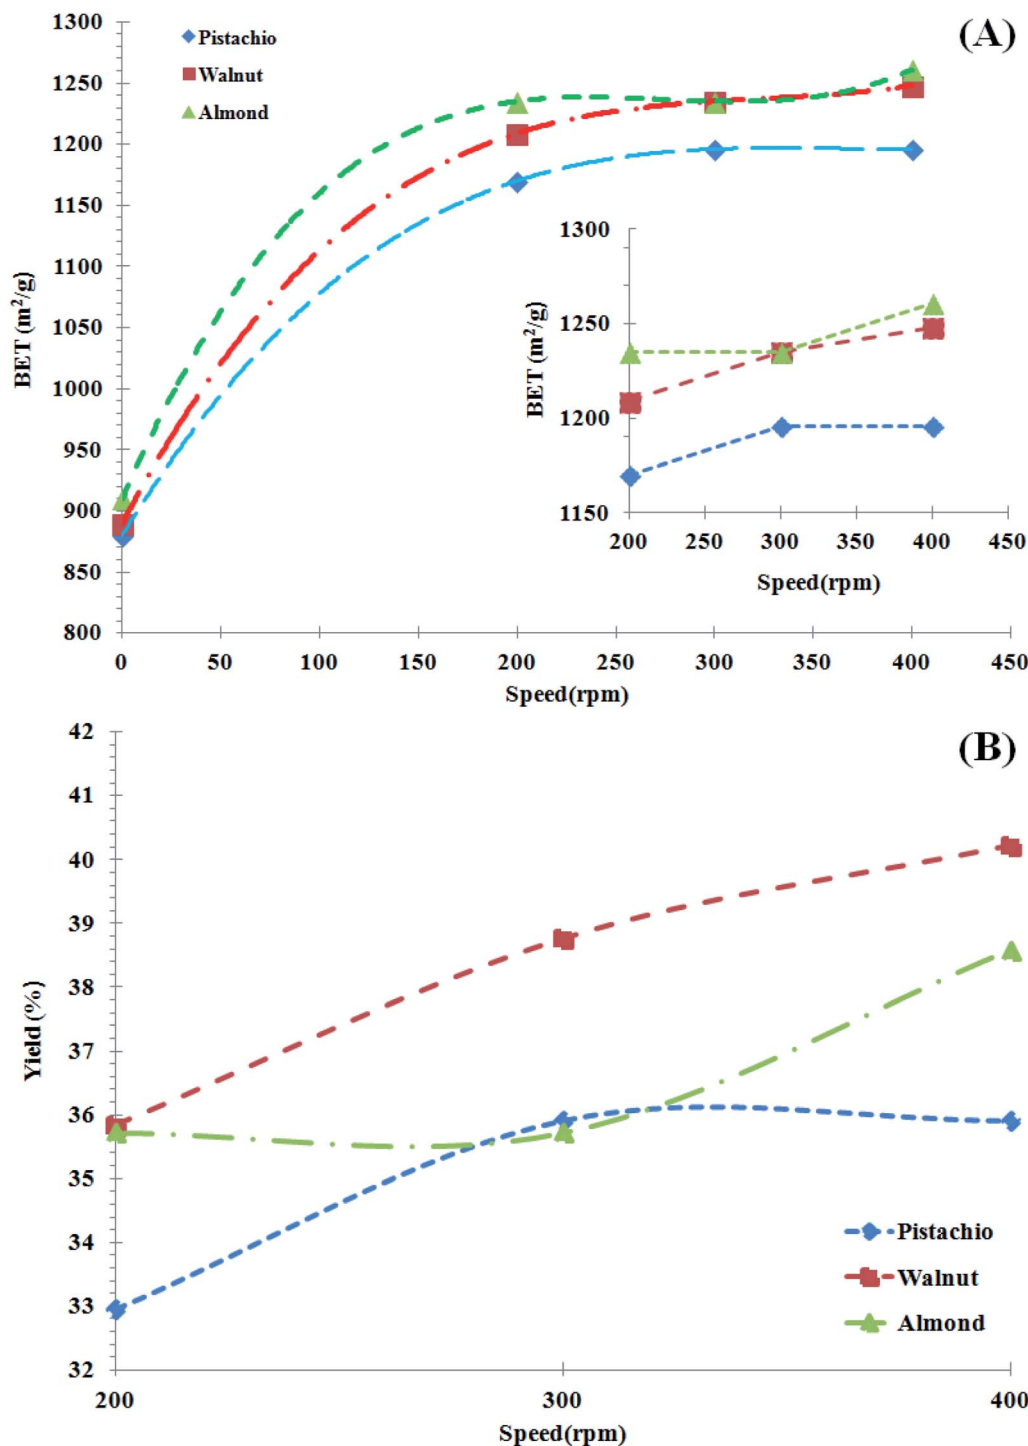 (A)
Pistachio
Walnut
Almond
1300
1250
1200
1150
1100
1050
1000
950
900
850
800
BET (m²/g)
0 50 100 150 200 250 300 350 400 450
Speed(rpm)
1300
1250
1200
1150
BET (m²/g)
200 250 300 350 400 450
Speed(rpm)
(B)
42
41
40
39
38
37
36
35
34
33
32
Yield (%)
Pistachio
Walnut
Almond
200 300 400
Speed(rpm)